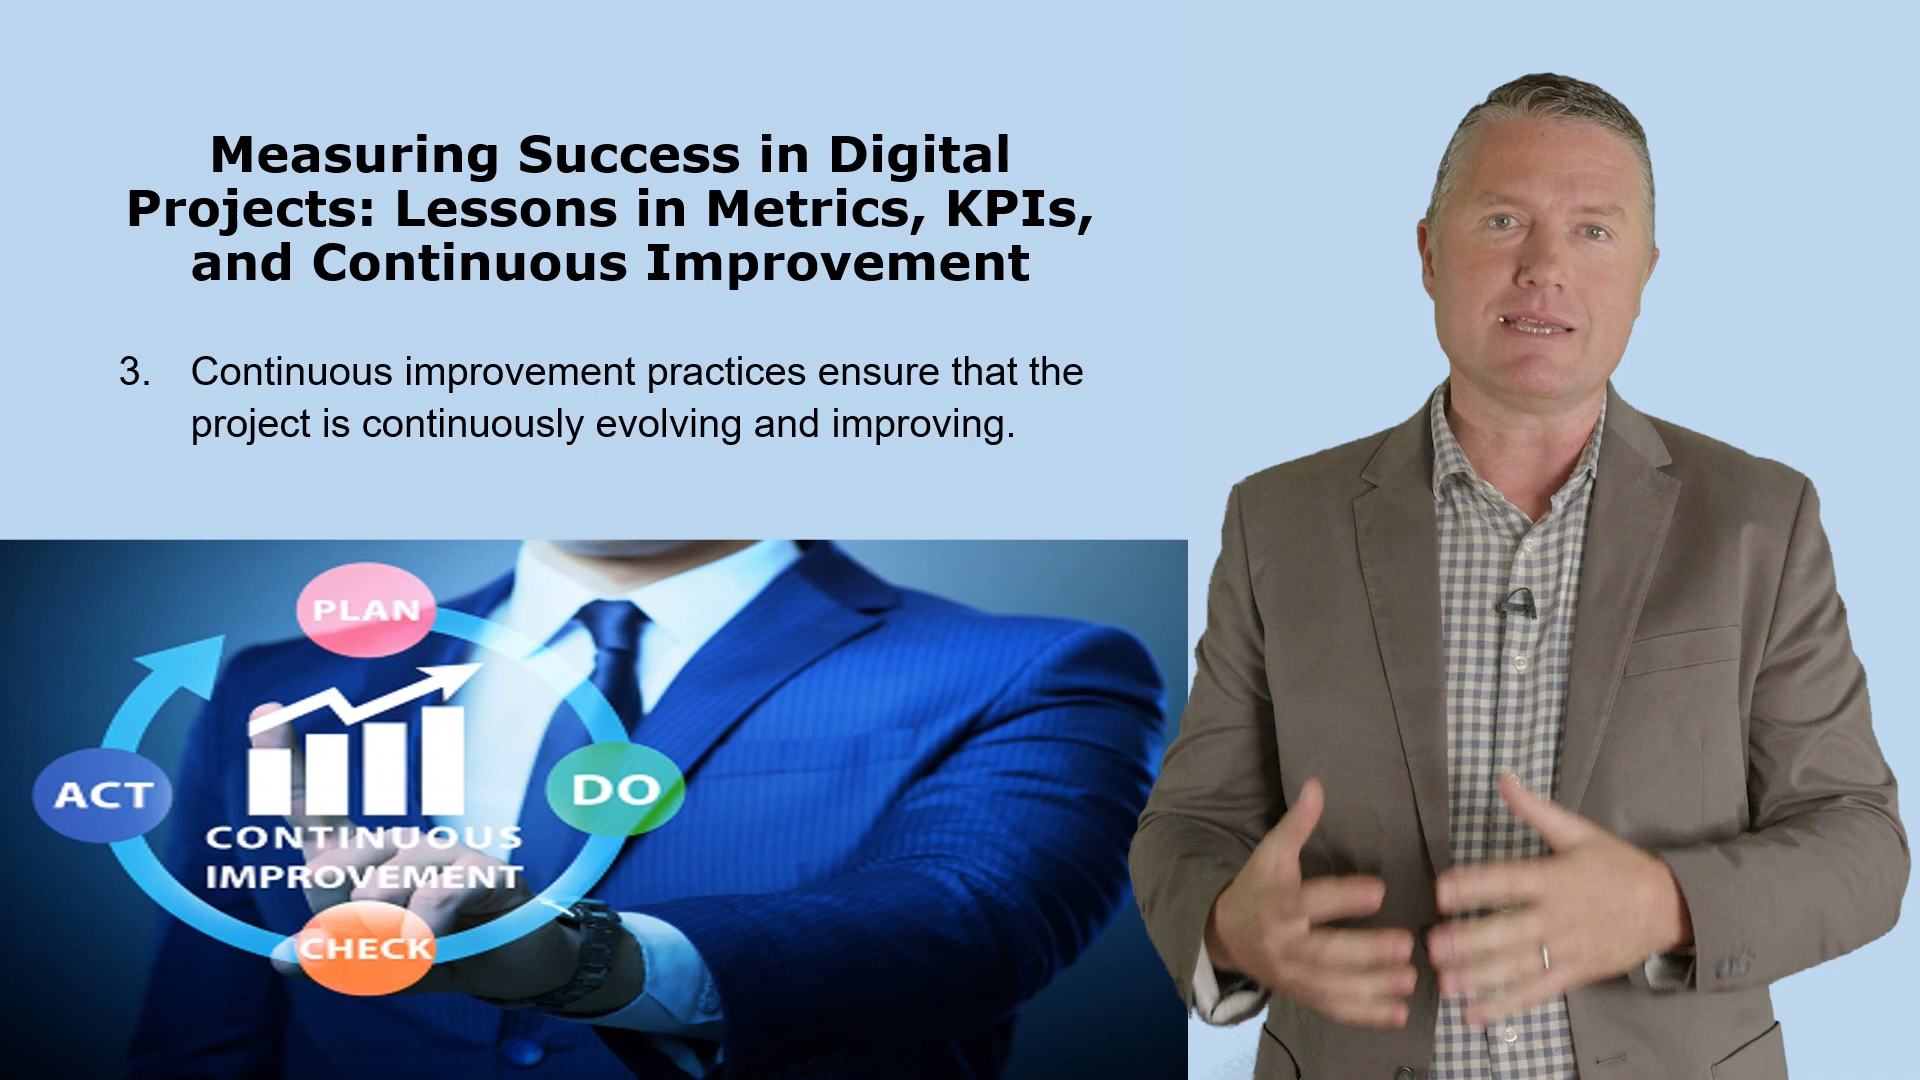 Measuring Success in Digital
Projects: Lessons in Metrics, KPIs,
and Continuous Improvement
3. Continuous improvement practices ensure that the
project is continuously evolving and improving.
PLAN
ACT
DO
CONTINUOUS
IMPROVEMENT
CHECK